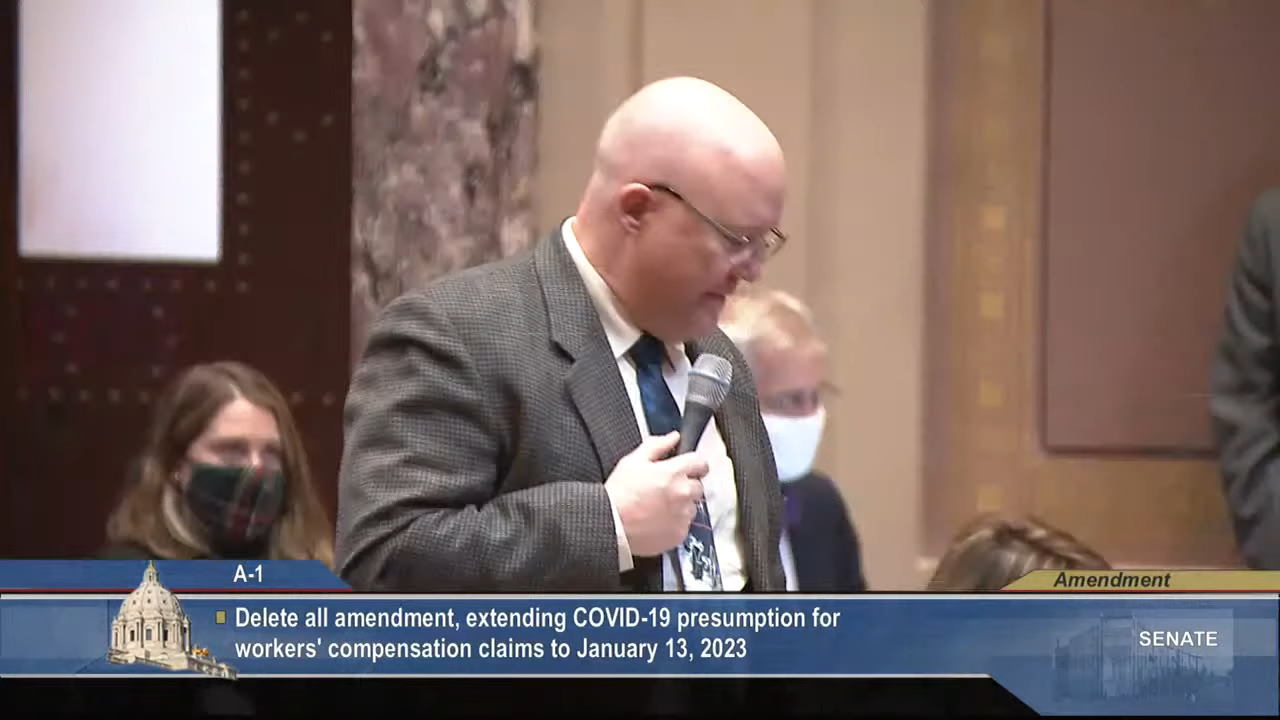 A-1
Amendment
Delete all amendment, extending COVID-19 presumption for
workers' compensation claims to January 13, 2023
SENATE